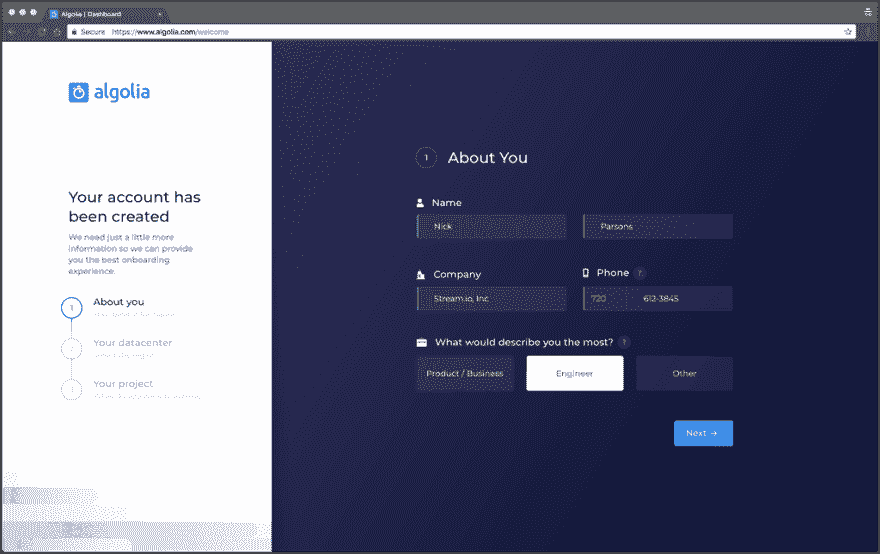 Algolia | Dashboard
Secure https://www.algolia.com/welcome
algolia
Your account has
been created
We need just a little more
information so we can provide
you the best onboarding
experience.
1 About you
2 Your datacenter
3 Your project
1 About You
Name
Nick Parsons
Company Phone ?
Stream.io, Inc 720 612-3845
What would describe you the most? ?
Product / Business Engineer Other
Next →